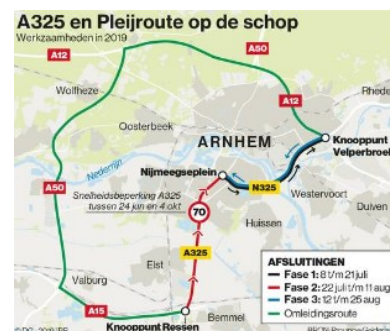 A325 en Pleijroute op de schop
Werkzaamheden in 2019
A50
A12
Wolfheze
A12
Rheden
Oosterbeek
ARNHEM
Knooppunt
Velperbroek
Nederrijn
Nijmeegseplein
A50
Snelheidsbeperking A325
tussen 24 jun en 4 okt
N325
Westervoort
70
Duiven
Huissen
A325
Elst
Valburg
A15
Bemmel
Knooppunt Ressen
AFSLUITINGEN
Fase 1: 8 t/m 21 juli
Fase 2: 22 juli t/m 11 aug
Fase 3: 12 t/m 25 aug
Omleidingsroute